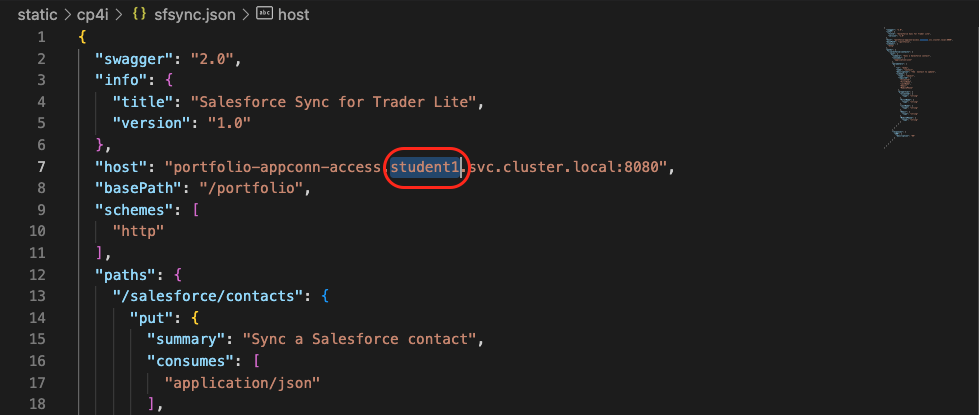 static > cp4i > {} sfsync.json > abc host
1 {
2 "swagger": "2.0",
3 "info": {
4 "title": "Salesforce Sync for Trader Lite",
5 "version": "1.0"
6 },
7 "host": "portfolio-appconn-access.student1.svc.cluster.local:8080",
8 "basePath": "/portfolio",
9 "schemes": [
10 "http"
11 ],
12 "paths": {
13 "/salesforce/contacts": {
14 "put": {
15 "summary": "Sync a Salesforce contact",
16 "consumes": [
17 "application/json"
18 ],